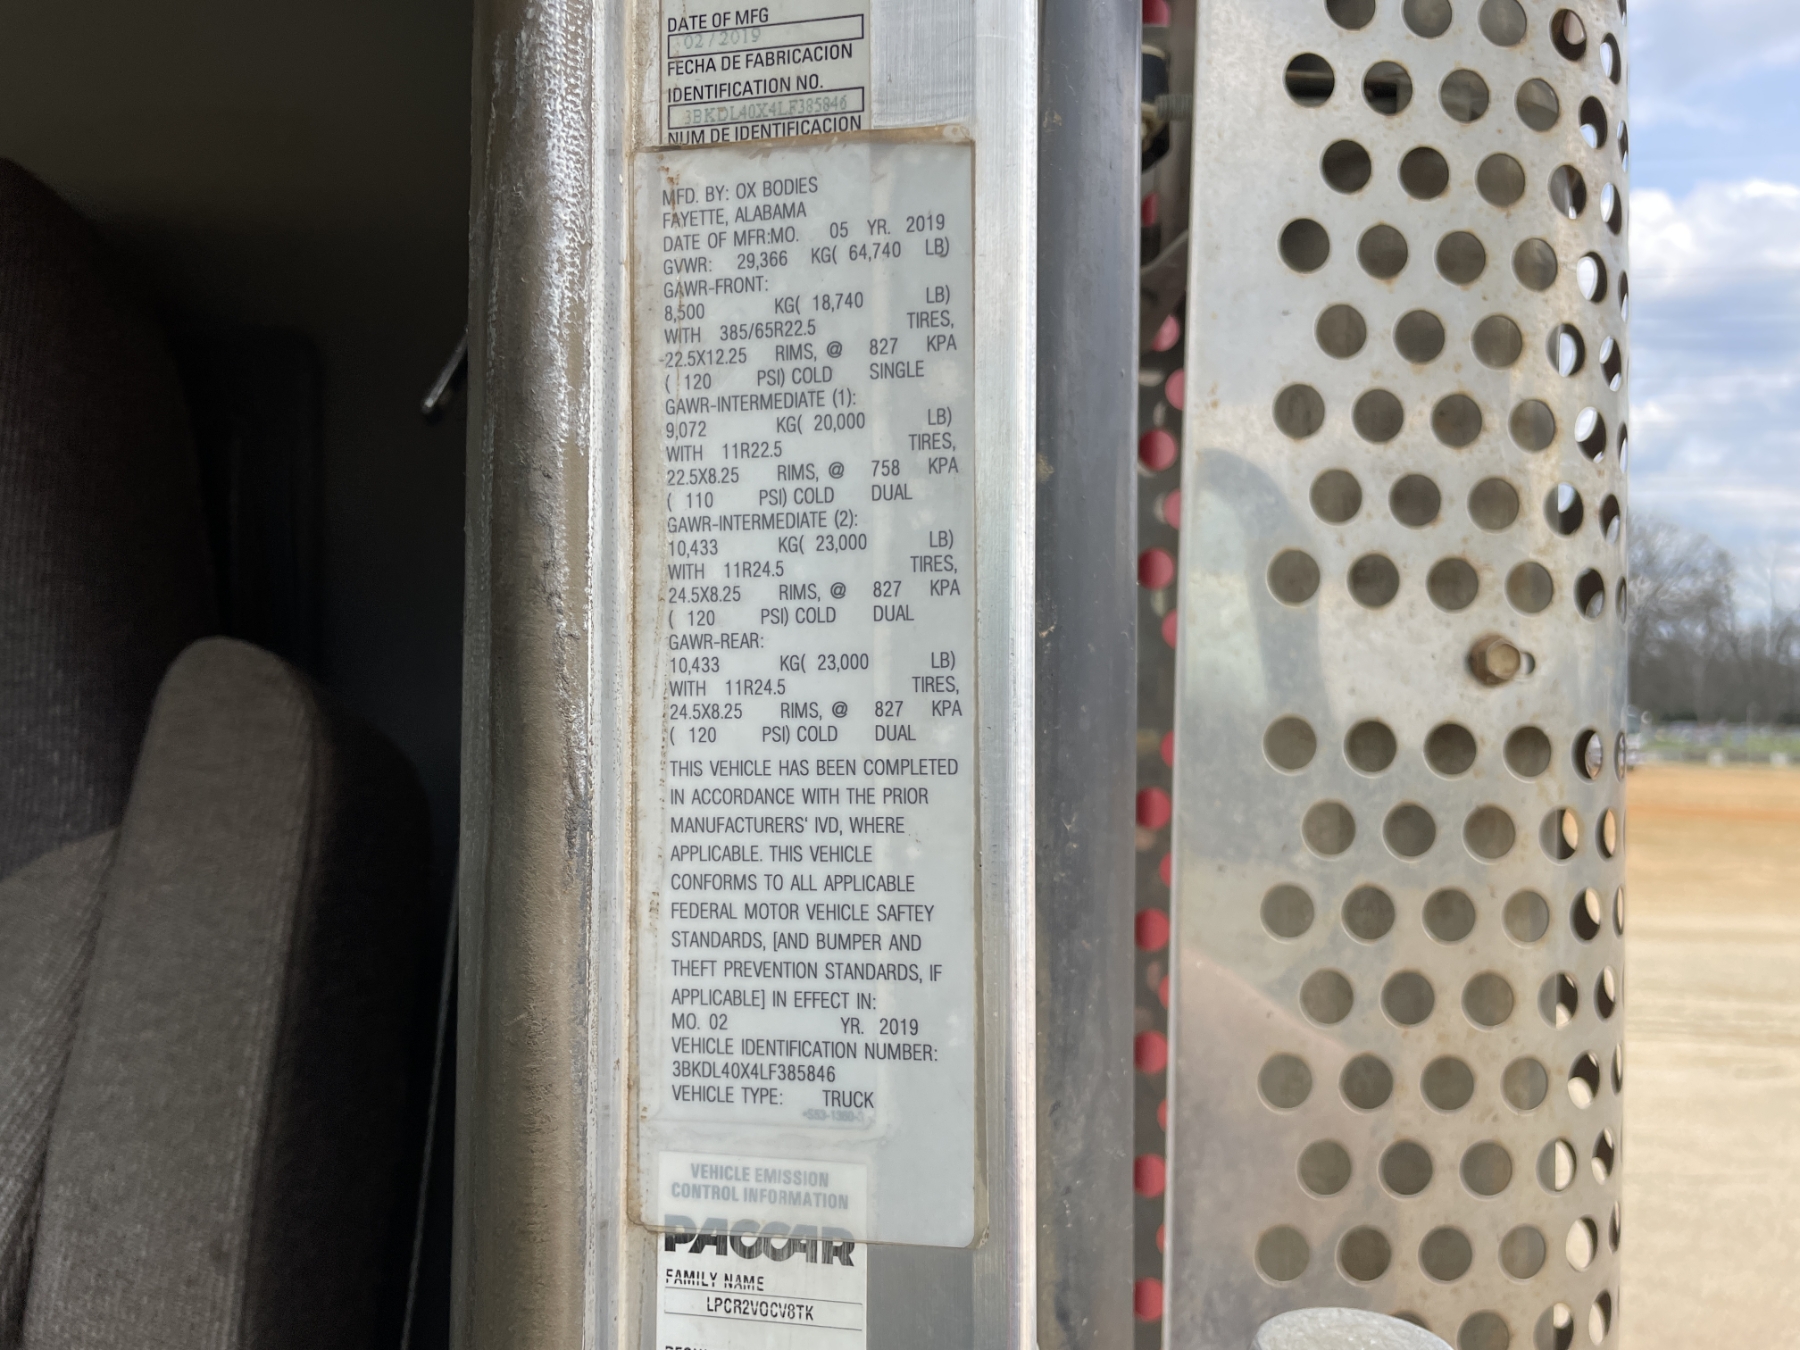 DATE OF MFG
02/2019
FECHA DE FABRICACION
IDENTIFICATION NO.
3BKDL40X4LF385846
NUM DE IDENTIFICACION
MFD. BY: OX BODIES
FAYETTE, ALABAMA
DATE OF MFR:MO. 05 YR. 2019
GVWR: 29,366 KG( 64,740 LB)
GAWR-FRONT:
8,500 KG( 18,740 LB)
WITH 385/65R22.5 TIRES,
22.5X12.25 RIMS, @ 827 KPA
( 120 PSI) COLD SINGLE
GAWR-INTERMEDIATE (1):
9,072 KG( 20,000 LB)
WITH 11R22.5 TIRES,
22.5X8.25 RIMS, @ 758 KPA
( 110 PSI) COLD DUAL
GAWR-INTERMEDIATE (2):
10,433 KG( 23,000 LB)
WITH 11R24.5 TIRES,
24.5X8.25 RIMS, @ 827 KPA
( 120 PSI) COLD DUAL
GAWR-REAR:
10,433 KG( 23,000 LB)
WITH 11R24.5 TIRES,
24.5X8.25 RIMS, @ 827 KPA
( 120 PSI) COLD DUAL
THIS VEHICLE HAS BEEN COMPLETED
IN ACCORDANCE WITH THE PRIOR
MANUFACTURERS' IVD, WHERE
APPLICABLE. THIS VEHICLE
CONFORMS TO ALL APPLICABLE
FEDERAL MOTOR VEHICLE SAFTEY
STANDARDS, [AND BUMPER AND
THEFT PREVENTION STANDARDS, IF
APPLICABLE] IN EFFECT IN:
MO. 02 YR. 2019
VEHICLE IDENTIFICATION NUMBER:
3BKDL40X4LF385846
VEHICLE TYPE: TRUCK
VEHICLE EMISSION
CONTROL INFORMATION
PACCAR
FAMILY NAME
LPCR2VOCV8TK